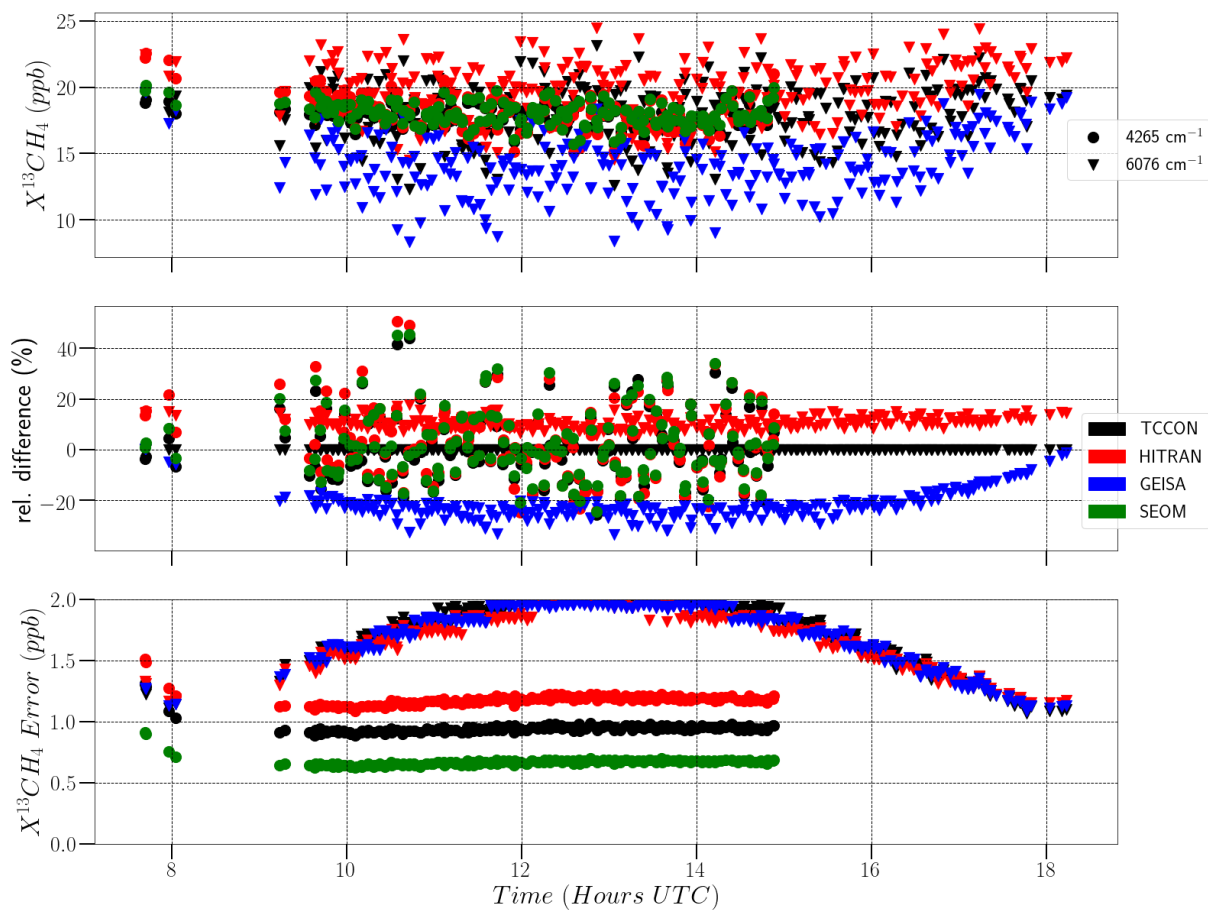 25
20
15
10
X¹³CH₄ (ppb)
4265 cm⁻¹
6076 cm⁻¹
40
20
0
−20
rel. difference (%)
TCCON
HITRAN
GEISA
SEOM
2.0
1.5
1.0
0.5
0.0
X¹³CH₄ Error (ppb)
8 10 12 14 16 18
Time (Hours UTC)